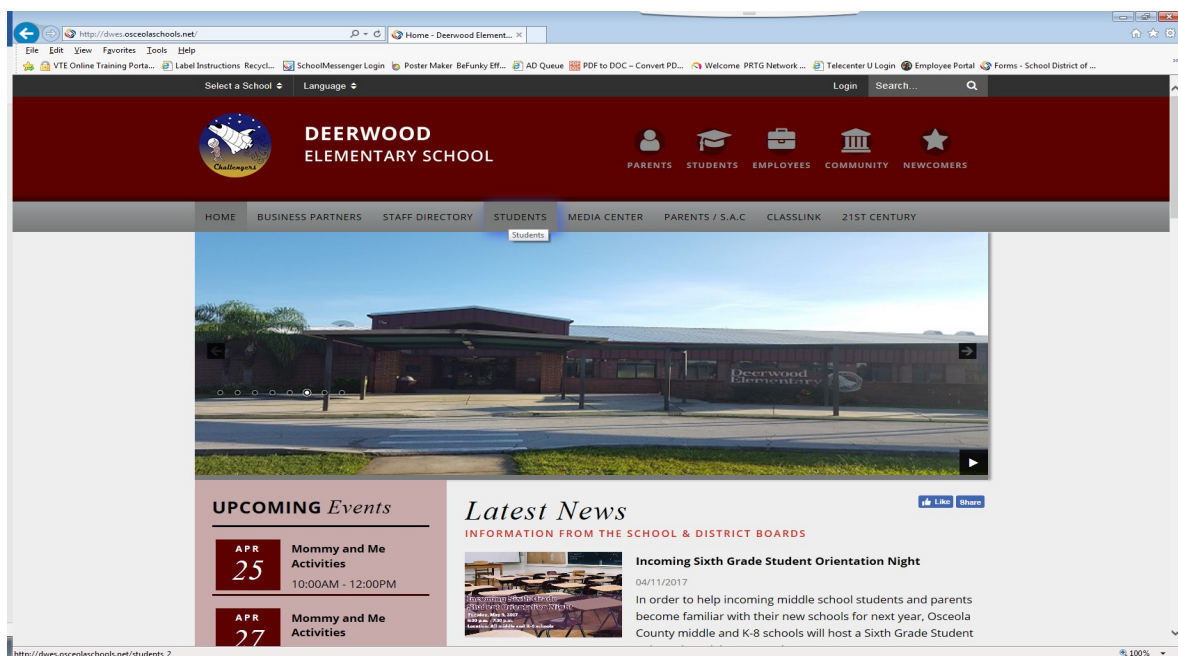 http://dwes.osceolaschools.net/
Home - Deerwood Element...
File Edit View Favorites Tools Help
VTE Online Training Porta... Label Instructions Recycl... SchoolMessenger Login Poster Maker BeFunky Eff... AD Queue PDF to DOC – Convert PD... Welcome PRTG Network ... Telecenter U Login Employee Portal Forms - School District of ...
Select a School Language Login Search...
Challengers
DEERWOOD
ELEMENTARY SCHOOL
PARENTS STUDENTS EMPLOYEES COMMUNITY NEWCOMERS
HOME BUSINESS PARTNERS STAFF DIRECTORY STUDENTS MEDIA CENTER PARENTS / S.A.C CLASSLINK 21ST CENTURY
Students
Deerwood
Elementary
UPCOMING Events
APR
25
Mommy and Me
Activities
10:00AM - 12:00PM
APR
27
Mommy and Me
Activities
Latest News
Like Share
INFORMATION FROM THE SCHOOL & DISTRICT BOARDS
Incoming Sixth Grade
Student Orientation Night
Incoming Sixth Grade Student Orientation Night
04/11/2017
In order to help incoming middle school students and parents
become familiar with their new schools for next year, Osceola
County middle and K-8 schools will host a Sixth Grade Student
http://dwes.osceolaschools.net/students_2
100%